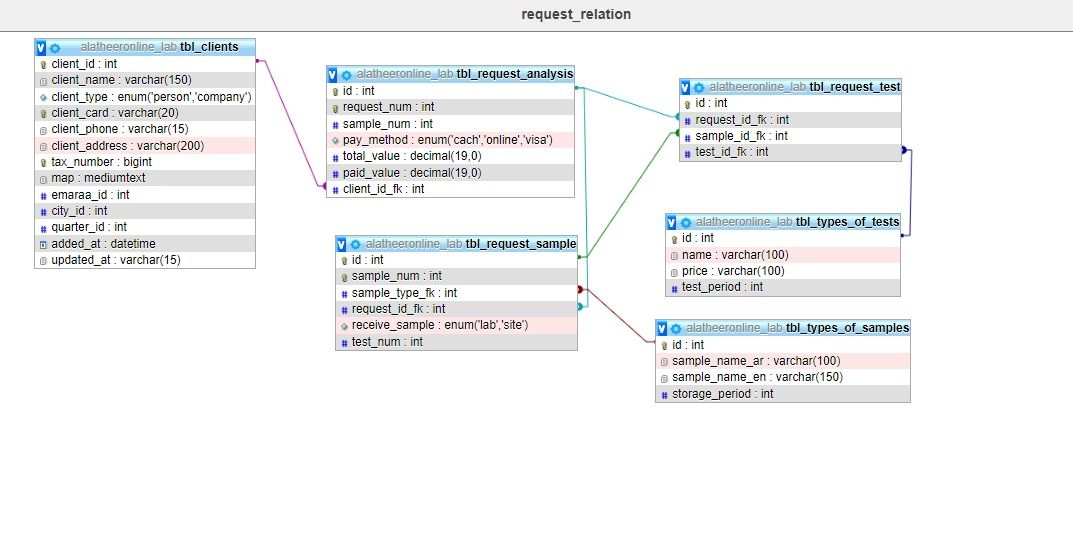 request_relation
alatheeronline_lab tbl_clients
client_id : int
client_name : varchar(150)
client_type : enum('person','company')
client_card : varchar(20)
client_phone : varchar(15)
client_address : varchar(200)
tax_number : bigint
map : mediumtext
emaraa_id : int
city_id : int
quarter_id : int
added_at : datetime
updated_at : varchar(15)
alatheeronline_lab tbl_request_analysis
id : int
request_num : int
sample_num : int
pay_method : enum('cach','online','visa')
total_value : decimal(19,0)
paid_value : decimal(19,0)
client_id_fk : int
alatheeronline_lab tbl_request_sample
id : int
sample_num : int
sample_type_fk : int
request_id_fk : int
receive_sample : enum('lab','site')
test_num : int
alatheeronline_lab tbl_request_test
id : int
request_id_fk : int
sample_id_fk : int
test_id_fk : int
alatheeronline_lab tbl_types_of_tests
id : int
name : varchar(100)
price : varchar(100)
test_period : int
alatheeronline_lab tbl_types_of_samples
id : int
sample_name_ar : varchar(100)
sample_name_en : varchar(150)
storage_period : int